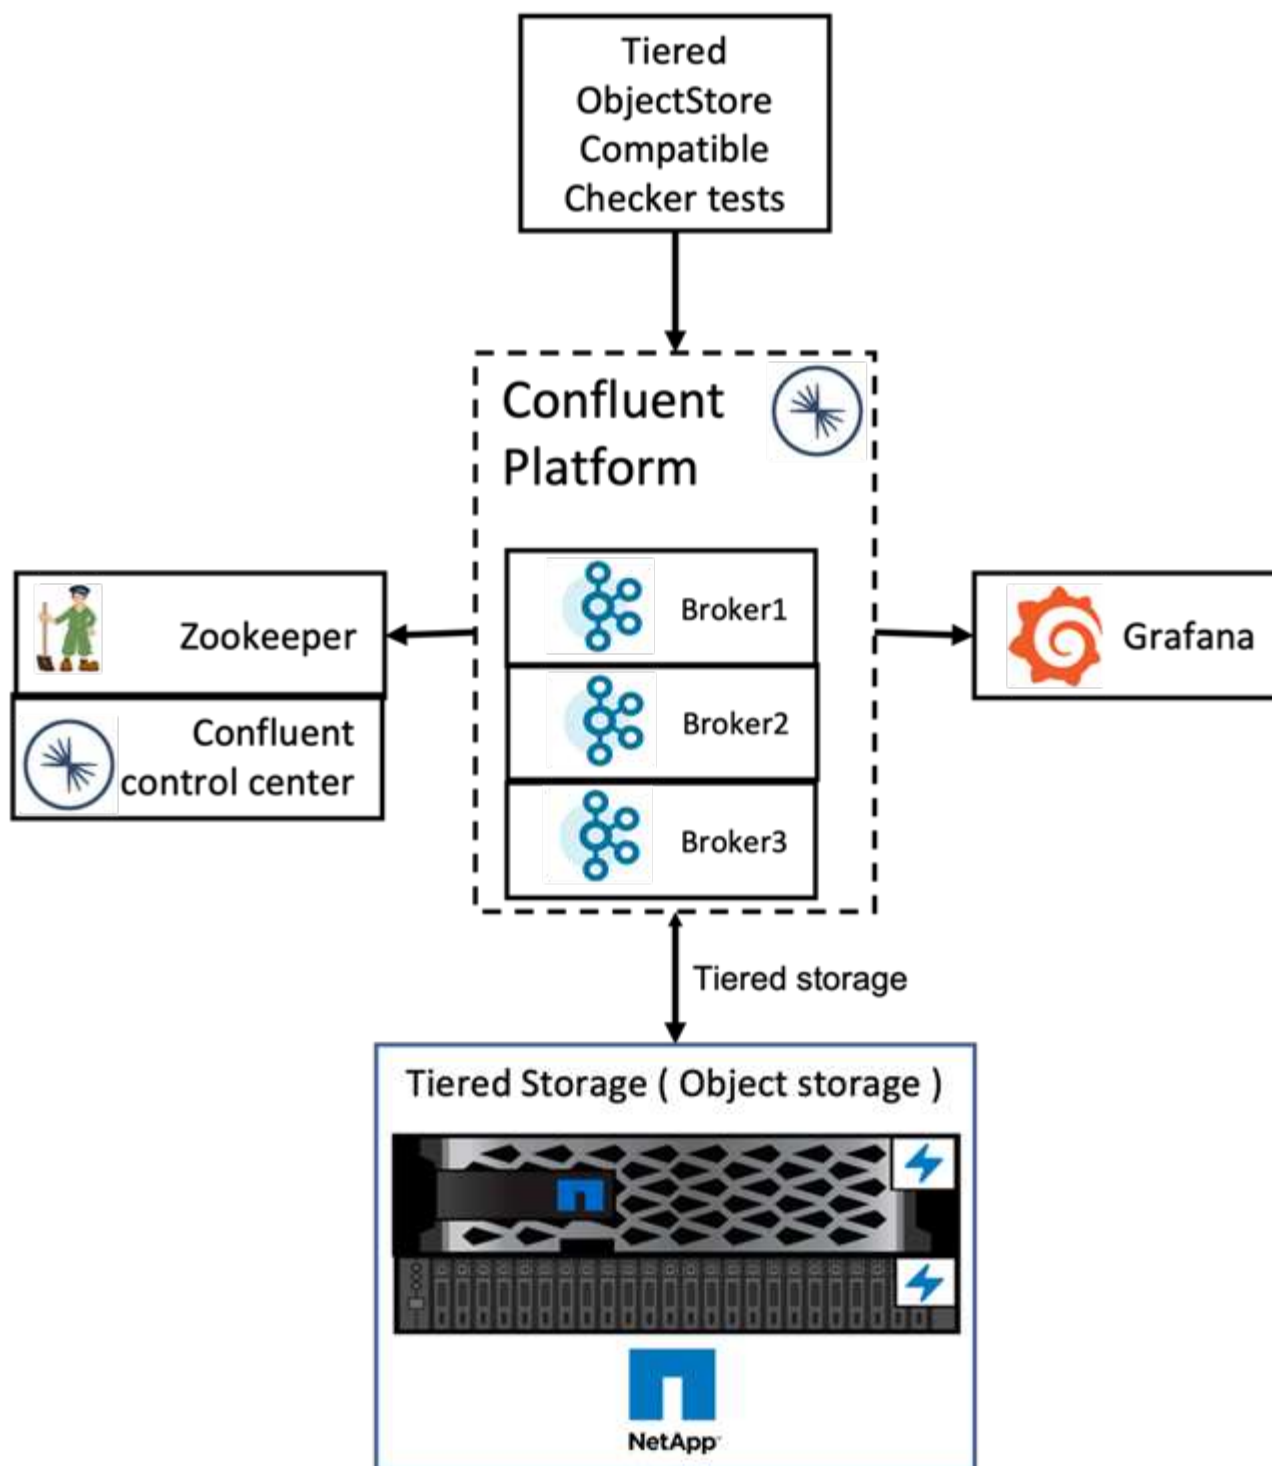 Tiered
ObjectStore
Compatible
Checker tests
Confluent
Platform
Broker1
Zookeeper
Grafana
Broker2
Confluent
control center
Broker3
Tiered storage
Tiered Storage ( Object storage )
NetApp